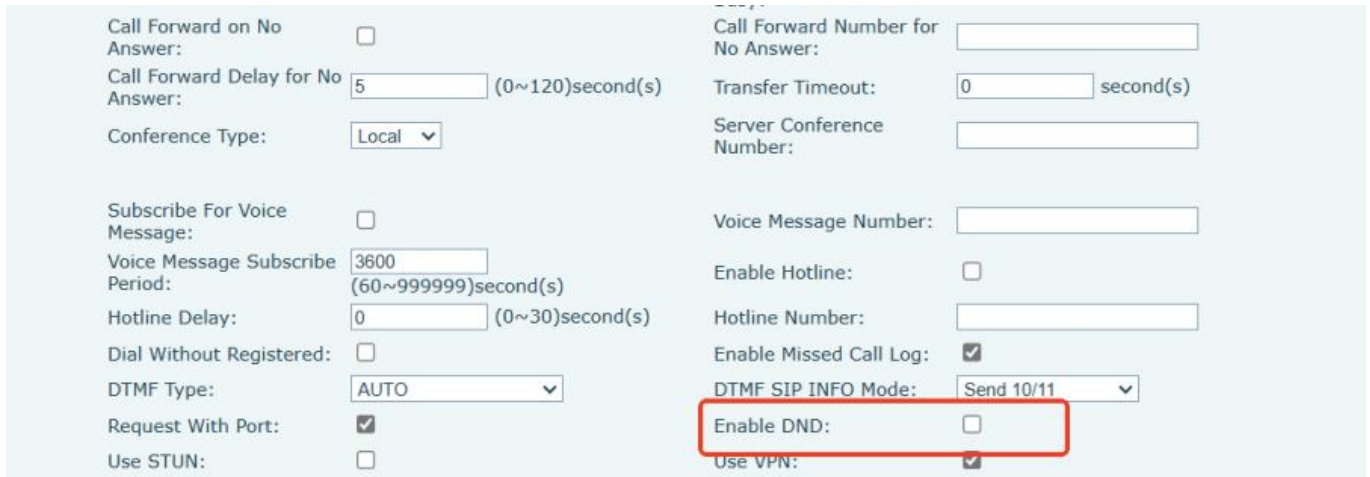 Call Forward on No
Answer:
Call Forward Number for
No Answer:
Call Forward Delay for No
Answer:
5 (0~120)second(s)
Transfer Timeout:
0 second(s)
Conference Type:
Local
Server Conference
Number:
Subscribe For Voice
Message:
Voice Message Number:
Voice Message Subscribe
Period:
3600
(60~999999)second(s)
Enable Hotline:
Hotline Delay:
0 (0~30)second(s)
Hotline Number:
Dial Without Registered:
Enable Missed Call Log:
DTMF Type:
AUTO
DTMF SIP INFO Mode:
Send 10/11
Request With Port:
Enable DND:
Use STUN:
Use VPN: